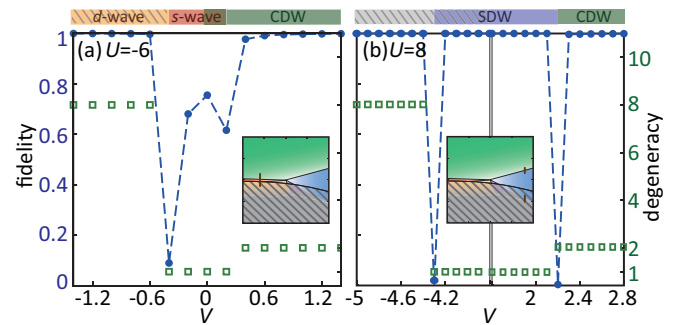 d-wave s-wave CDW SDW CDW
(a) U=-6 (b) U=8
fidelity
1
0.8
0.6
0.4
0.2
0
-1.2 -0.6 0 0.6 1.2
V
-5 -4.6 -4.2 2 2.4 2.8
V
10
8
6
4
2
1
degeneracy